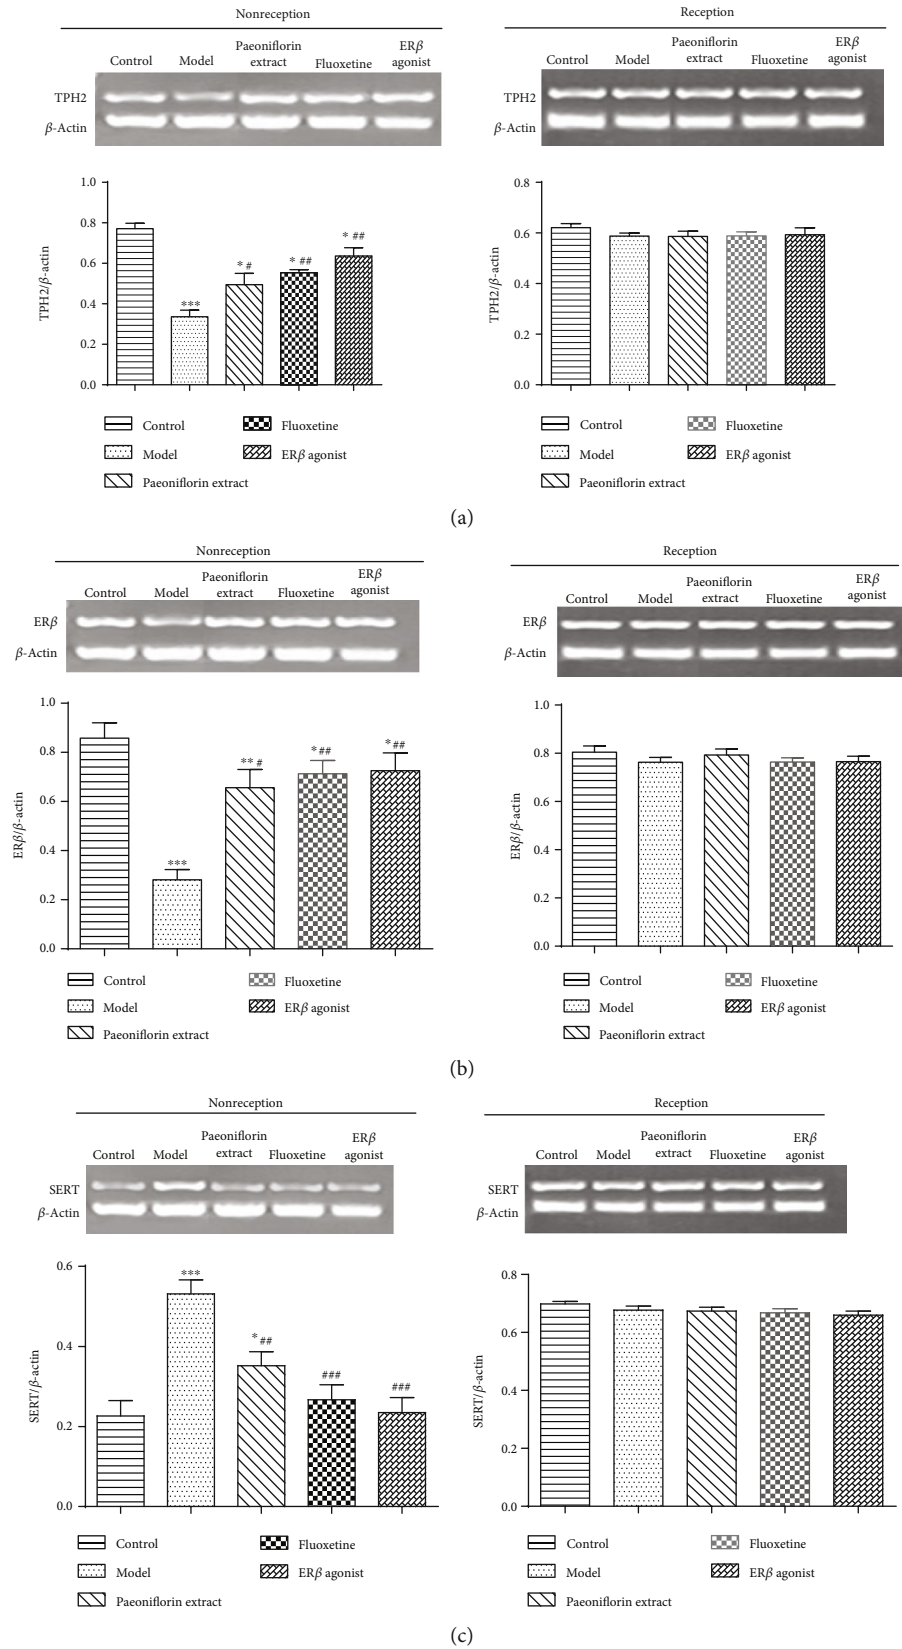 Nonreception
Control Model Paeoniflorin extract Fluoxetine ERβ agonist
TPH2
β-Actin
1.0
0.8
0.6
0.4
0.2
0.0
TPH2/β-actin
***
* #
* ##
* ##
Control
Model
Paeoniflorin extract
Fluoxetine
ERβ agonist
Reception
Control Model Paeoniflorin extract Fluoxetine ERβ agonist
TPH2
β-Actin
0.8
0.6
0.4
0.2
0.0
TPH2/β-actin
Control
Model
Paeoniflorin extract
Fluoxetine
ERβ agonist
(a)
Nonreception
Control Model Paeoniflorin extract Fluoxetine ERβ agonist
ERβ
β-Actin
1.0
0.8
0.6
0.4
0.2
0.0
ERβ/β-actin
***
** #
* ##
* ##
Control
Model
Paeoniflorin extract
Fluoxetine
ERβ agonist
Reception
Control Model Paeoniflorin extract Fluoxetine ERβ agonist
ERβ
β-Actin
1.0
0.8
0.6
0.4
0.2
0.0
ERβ/β-actin
Control
Model
Paeoniflorin extract
Fluoxetine
ERβ agonist
(b)
Nonreception
Control Model Paeoniflorin extract Fluoxetine ERβ agonist
SERT
β-Actin
0.6
0.4
0.2
0.0
SERT/β-actin
***
* ##
###
###
Control
Model
Paeoniflorin extract
Fluoxetine
ERβ agonist
Reception
Control Model Paeoniflorin extract Fluoxetine ERβ agonist
SERT
β-Actin
0.8
0.6
0.4
0.2
0.0
SERT/β-actin
Control
Model
Paeoniflorin extract
Fluoxetine
ERβ agonist
(c)